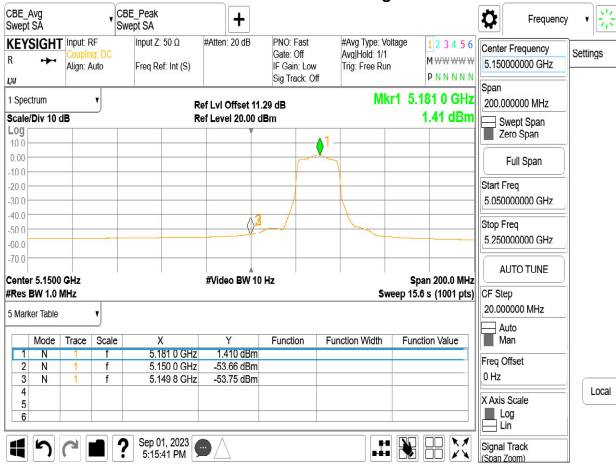 CBE_Avg
Swept SA
CBE_Peak
Swept SA
+
Frequency
KEYSIGHT
R
Input: RF
Coupling: DC
Align: Auto
Input Z: 50 Ω
Freq Ref: Int (S)
#Atten: 20 dB
PNO: Fast
Gate: Off
IF Gain: Low
Sig Track: Off
#Avg Type: Voltage
Avg|Hold: 1/1
Trig: Free Run
1 2 3 4 5 6
M W W W W W
P N N N N N
Center Frequency
5.150000000 GHz
Settings
Span
200.000000 MHz
Swept Span
Zero Span
Full Span
Start Freq
5.050000000 GHz
Stop Freq
5.250000000 GHz
AUTO TUNE
CF Step
20.000000 MHz
Auto
Man
Freq Offset
0 Hz
X Axis Scale
Log
Lin
Signal Track
(Span Zoom)
Local
1 Spectrum
Scale/Div 10 dB
Ref Lvl Offset 11.29 dB
Ref Level 20.00 dBm
Mkr1 5.181 0 GHz
1.41 dBm
Log
10.0
0.00
-10.0
-20.0
-30.0
-40.0
-50.0
-60.0
-70.0
1
3
Center 5.1500 GHz
#Res BW 1.0 MHz
#Video BW 10 Hz
Span 200.0 MHz
Sweep 15.6 s (1001 pts)
5 Marker Table
Mode Trace Scale X Y Function Function Width Function Value
1 N 1 f 5.181 0 GHz 1.410 dBm
2 N 1 f 5.150 0 GHz -53.66 dBm
3 N 1 f 5.149 8 GHz -53.75 dBm
4
5
6
?
Sep 01, 2023
5:15:41 PM